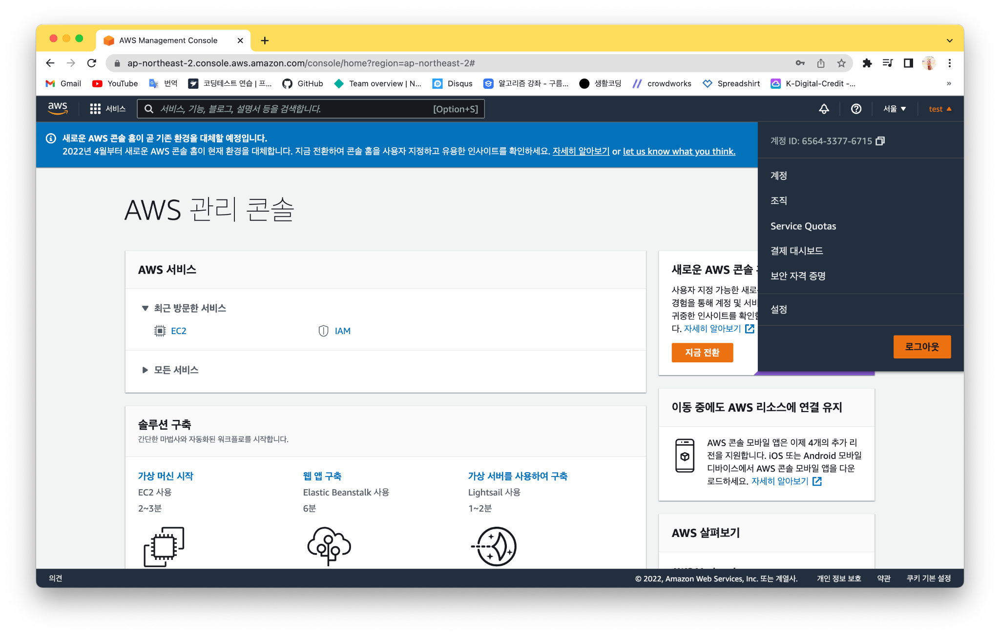 AWS Management Console
ap-northeast-2.console.aws.amazon.com/console/home?region=ap-northeast-2#
Gmail
YouTube
번역
코딩테스트 연습 | 프...
GitHub
Team overview | N...
Disqus
알고리즘 강좌 - 구름...
생활코딩
crowdworks
Spreadshirt
K-Digital-Credit -...
»
aws
서비스
서비스, 기능, 블로그, 설명서 등을 검색합니다.
[Option+S]
서울
test
새로운 AWS 콘솔 홈이 곧 기존 환경을 대체할 예정입니다.
2022년 4월부터 새로운 AWS 콘솔 홈이 현재 환경을 대체합니다. 지금 전환하여 콘솔 홈을 사용자 지정하고 유용한 인사이트를 확인하세요. 자세히 알아보기 or let us know what you think.
계정 ID: 6564-3377-6715
계정
조직
Service Quotas
결제 대시보드
보안 자격 증명
설정
로그아웃
AWS 관리 콘솔
AWS 서비스
최근 방문한 서비스
EC2
IAM
모든 서비스
새로운 AWS 콘솔
사용자 지정 가능한 새로
경험을 통해 계정 및 서비
귀중한 인사이트를 확인
다. 자세히 알아보기
지금 전환
솔루션 구축
간단한 마법사와 자동화된 워크플로를 시작합니다.
가상 머신 시작
EC2 사용
2~3분
웹 앱 구축
Elastic Beanstalk 사용
6분
가상 서버를 사용하여 구축
Lightsail 사용
1~2분
이동 중에도 AWS 리소스에 연결 유지
AWS 콘솔 모바일 앱은 이제 4개의 추가 리
전을 지원합니다. iOS 또는 Android 모바일
디바이스에서 AWS 콘솔 모바일 앱을 다운
로드하세요. 자세히 알아보기
AWS 살펴보기
의견
© 2022, Amazon Web Services, Inc. 또는 계열사.
개인 정보 보호
약관
쿠키 기본 설정